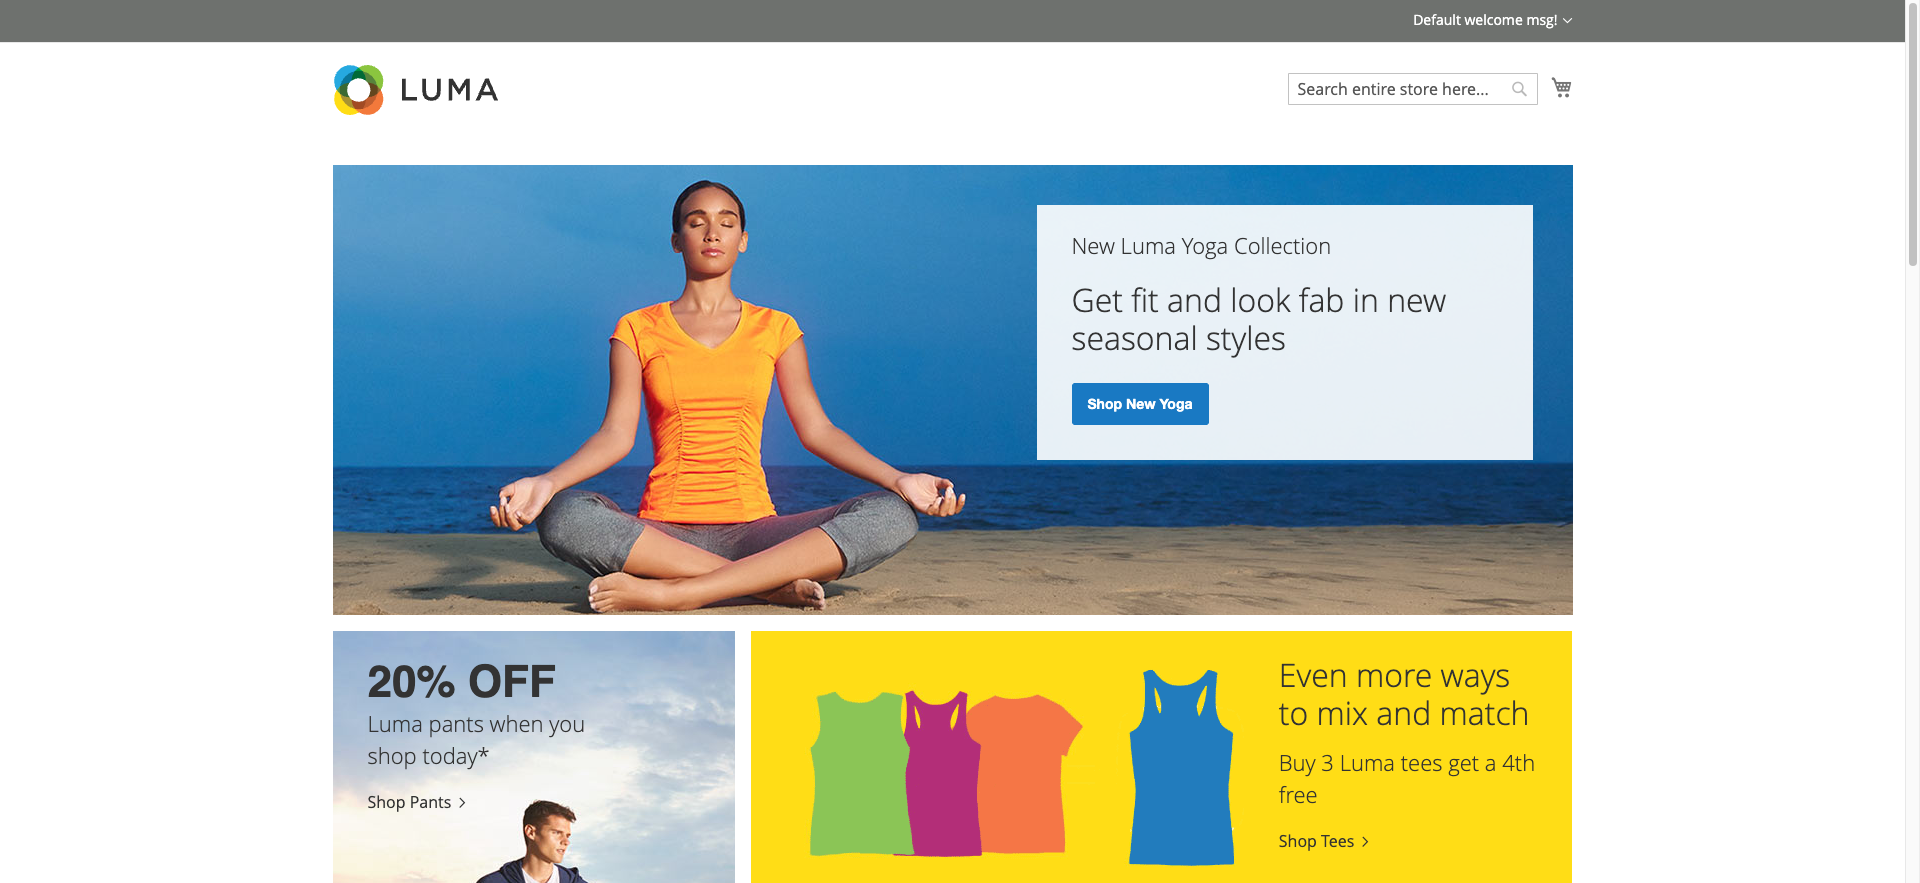 Default welcome msg!
LUMA
Search entire store here...
New Luma Yoga Collection
Get fit and look fab in new
seasonal styles
Shop New Yoga
20% OFF
Luma pants when you
shop today*
Shop Pants
Even more ways
to mix and match
Buy 3 Luma tees get a 4th
free
Shop Tees